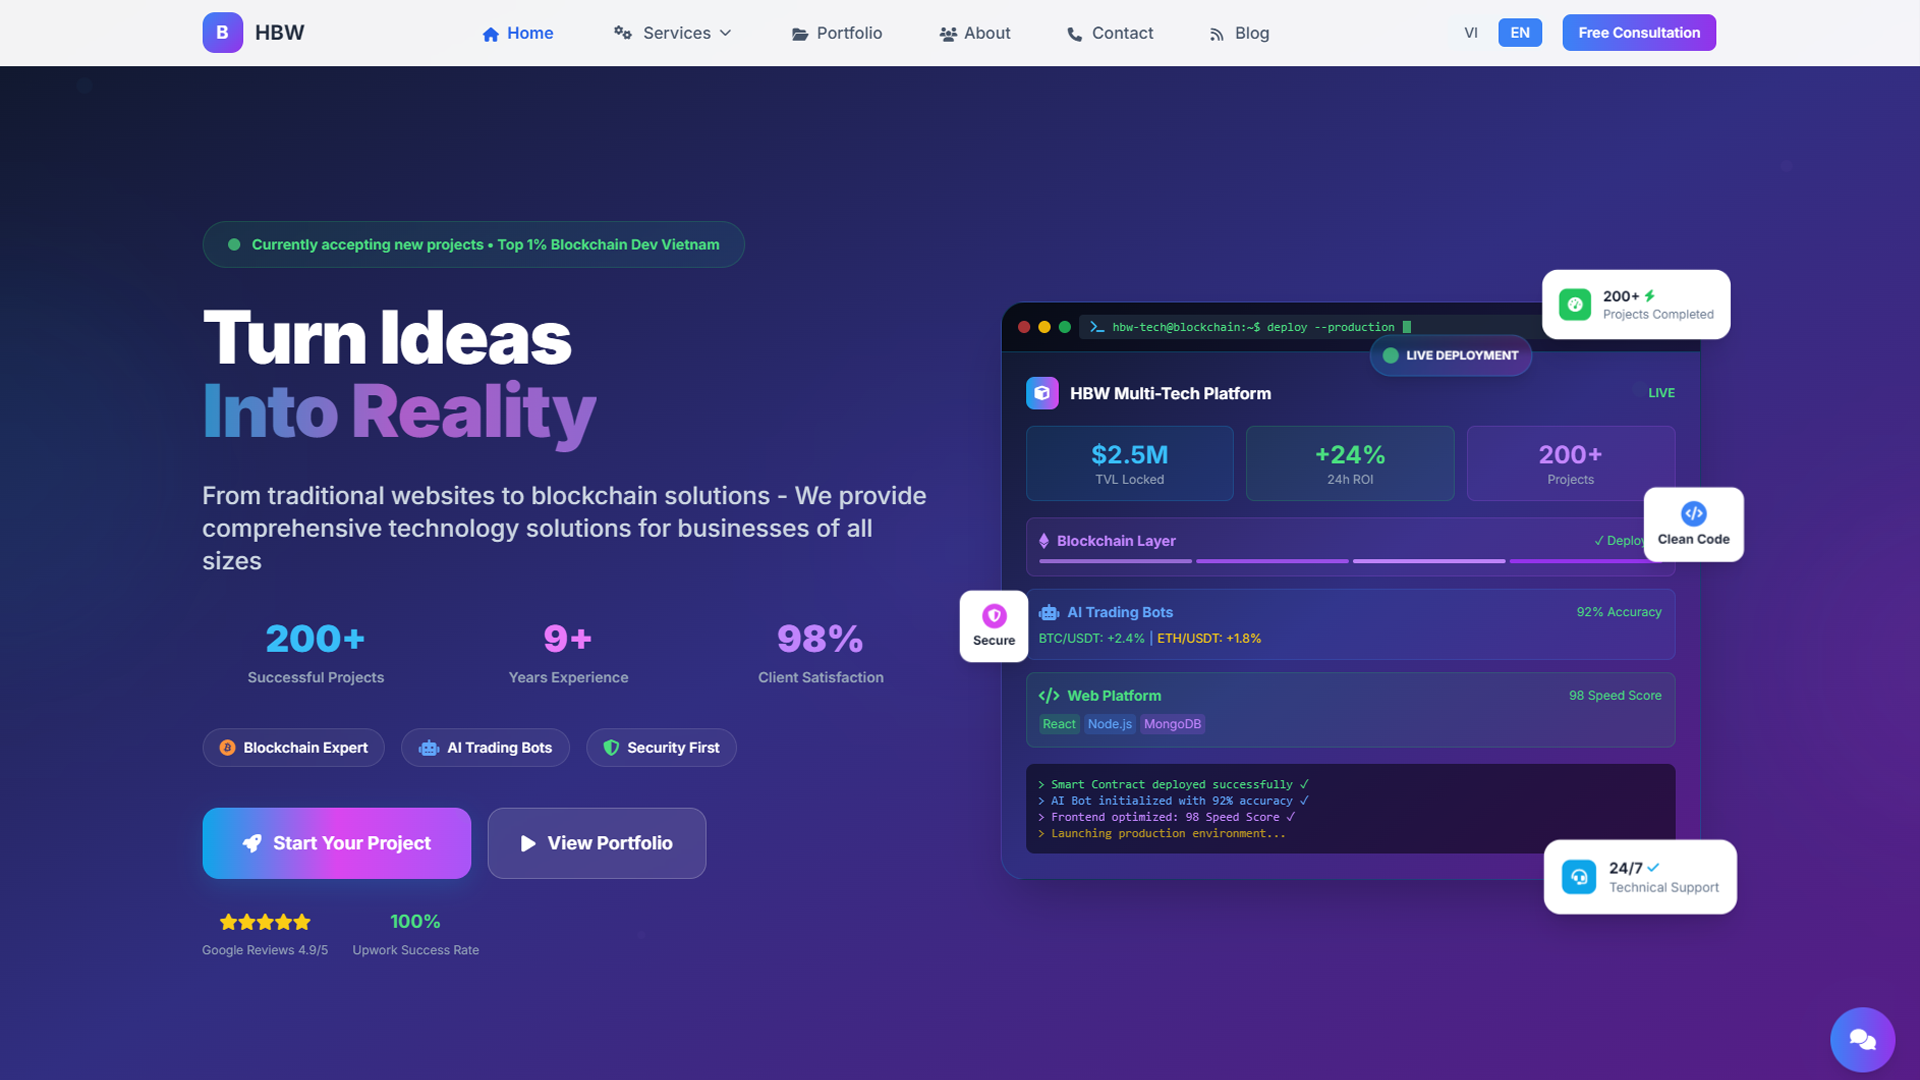 B HBW
Home
Services
Portfolio
About
Contact
Blog
VI
EN
Free Consultation
Currently accepting new projects • Top 1% Blockchain Dev Vietnam
Turn Ideas
Into Reality
From traditional websites to blockchain solutions - We provide
comprehensive technology solutions for businesses of all
sizes
200+
Successful Projects
9+
Years Experience
98%
Client Satisfaction
Blockchain Expert
AI Trading Bots
Security First
Start Your Project
View Portfolio
Google Reviews 4.9/5
100%
Upwork Success Rate
hbw-tech@blockchain:~$ deploy --production
200+
Projects Completed
LIVE DEPLOYMENT
HBW Multi-Tech Platform
LIVE
$2.5M
TVL Locked
+24%
24h ROI
200+
Projects
Clean Code
Blockchain Layer
✓ Deploy
Secure
AI Trading Bots
92% Accuracy
BTC/USDT: +2.4% | ETH/USDT: +1.8%
Web Platform
98 Speed Score
React Node.js MongoDB
> Smart Contract deployed successfully ✓
> AI Bot initialized with 92% accuracy ✓
> Frontend optimized: 98 Speed Score ✓
> Launching production environment...
24/7
Technical Support